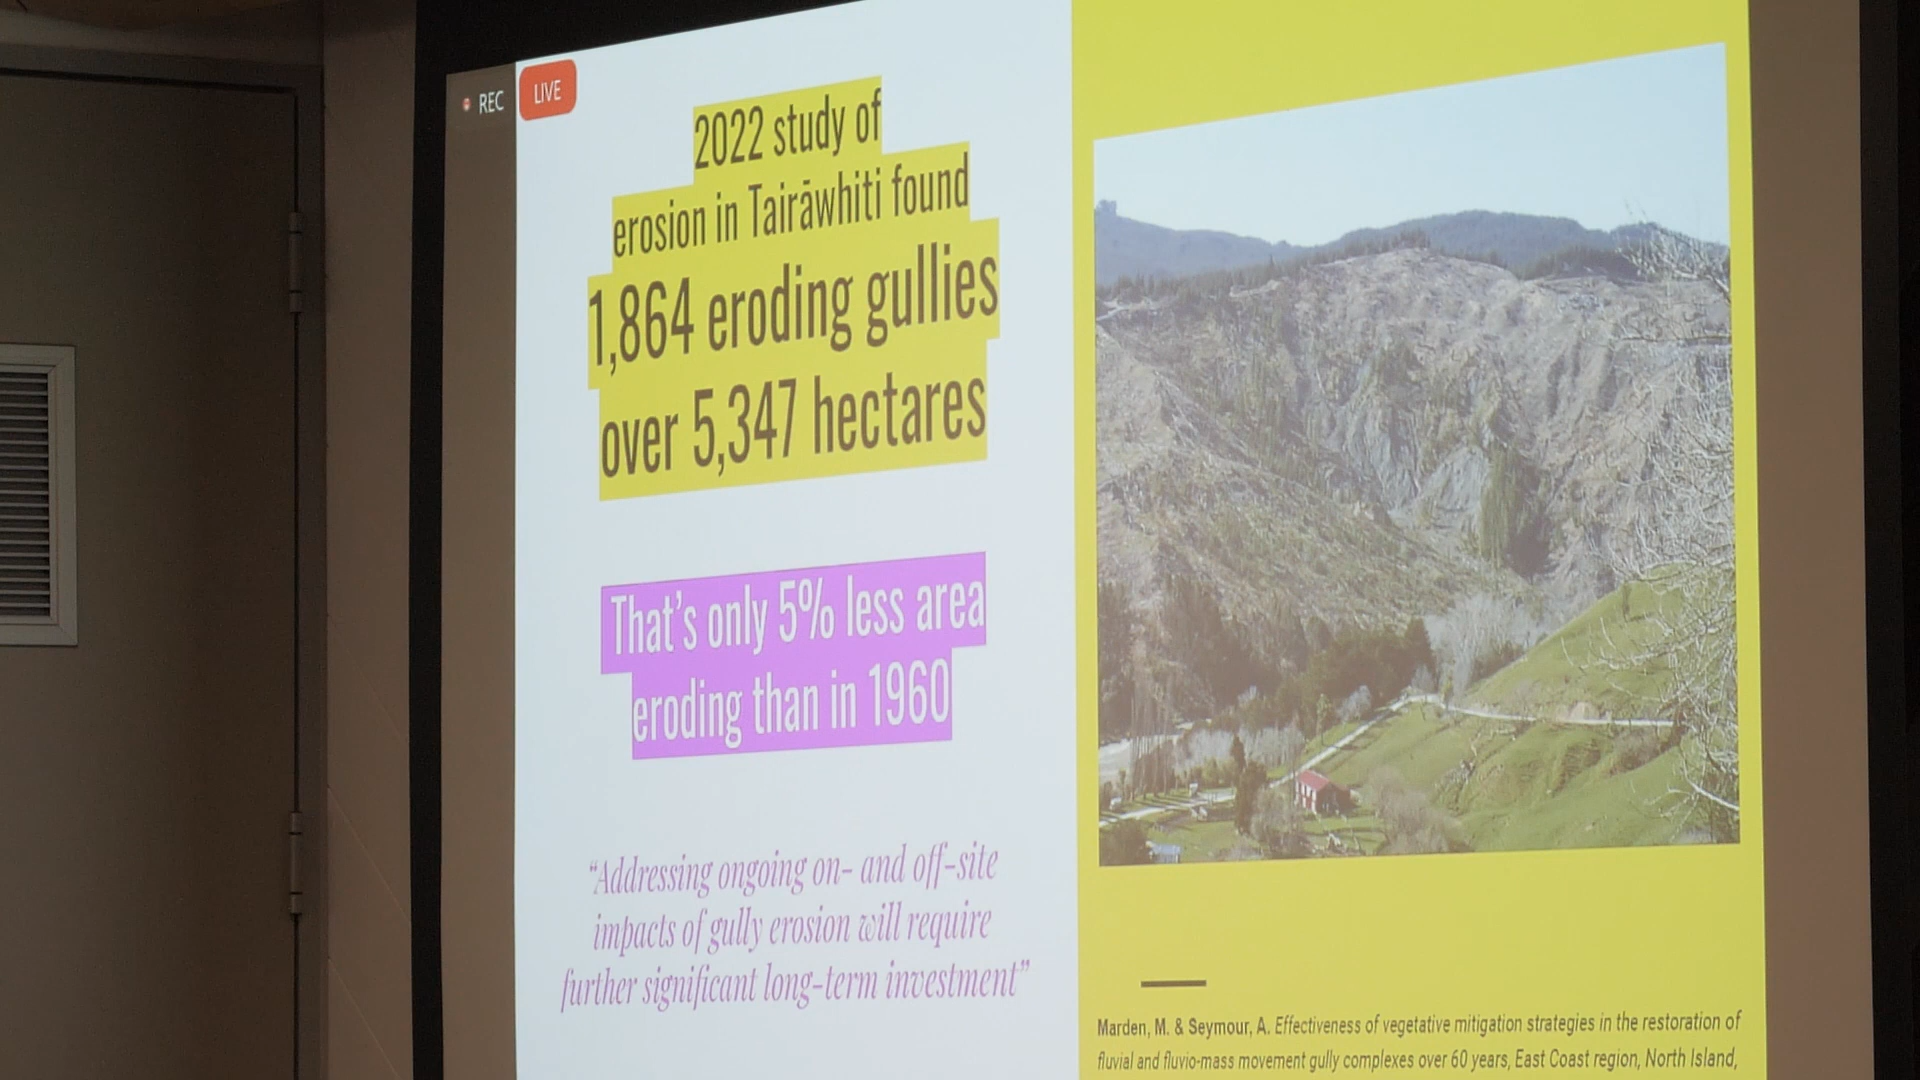 REC
LIVE
2022 study of
erosion in Tairāwhiti found
1,864 eroding gullies
over 5,347 hectares
That's only 5% less area
eroding than in 1960
“Addressing ongoing on- and off-site
impacts of gully erosion will require
further significant long-term investment”
Marden, M. & Seymour, A. Effectiveness of vegetative mitigation strategies in the restoration of
fluvial and fluvio-mass movement gully complexes over 60 years, East Coast region, North Island,